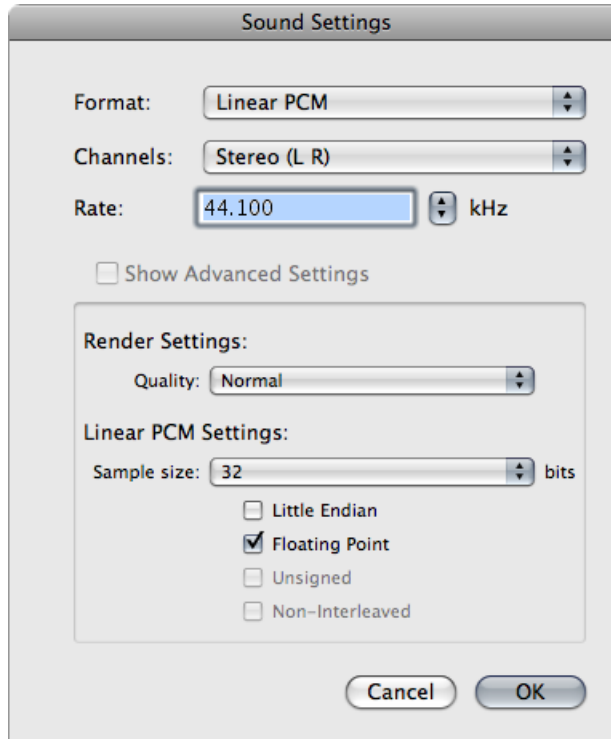 Sound Settings
Format: Linear PCM
Channels: Stereo (L R)
Rate: 44.100 kHz
Show Advanced Settings
Render Settings:
Quality: Normal
Linear PCM Settings:
Sample size: 32 bits
Little Endian
Floating Point
Unsigned
Non-Interleaved
Cancel OK